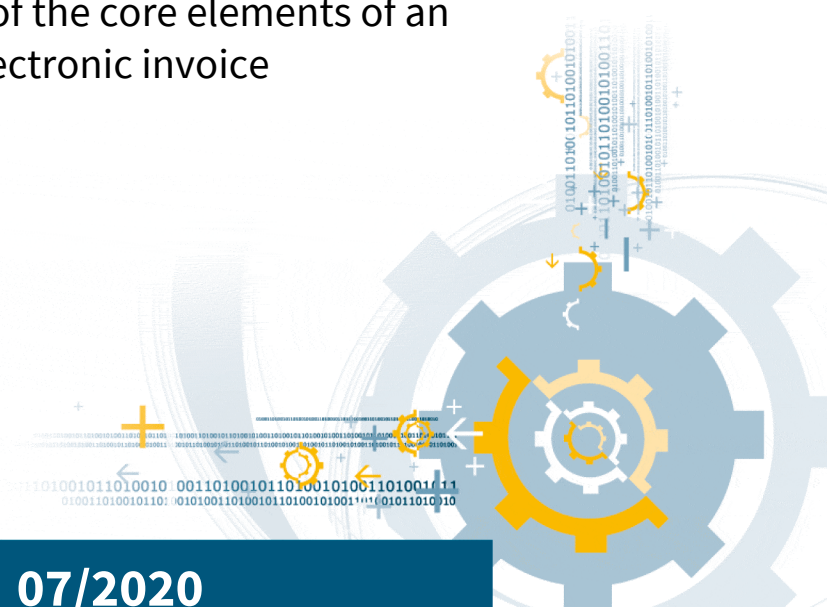 of the core elements of an
ectronic invoice
07/2020